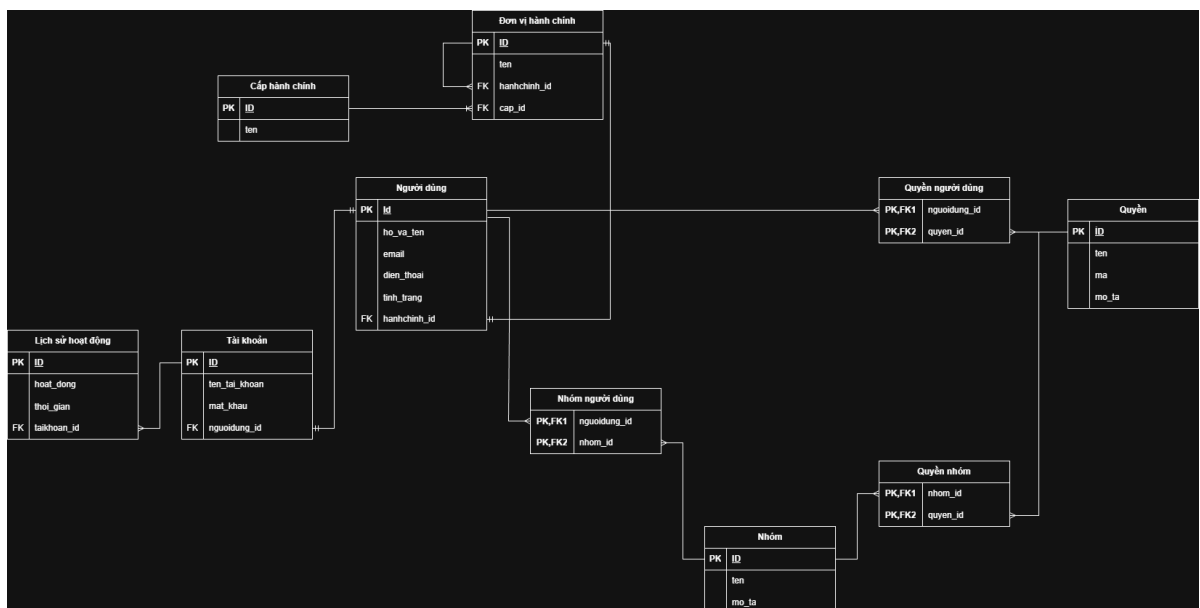 Đơn vị hành chính
PK ID
ten
FK hanhchinh_id
FK cap_id
Cấp hành chính
PK ID
ten
Người dùng
PK Id
ho_va_ten
email
dien_thoai
tinh_trang
FK hanhchinh_id
Quyền người dùng
PK,FK1 nguoidung_id
PK,FK2 quyen_id
Quyền
PK ID
ten
ma
mo_ta
Lịch sử hoạt động
PK ID
hoat_dong
thoi_gian
FK taikhoan_id
Tài khoản
PK ID
ten_tai_khoan
mat_khau
FK nguoidung_id
Nhóm người dùng
PK,FK1 nguoidung_id
PK,FK2 nhom_id
Quyền nhóm
PK,FK1 nhom_id
PK,FK2 quyen_id
Nhóm
PK ID
ten
mo_ta